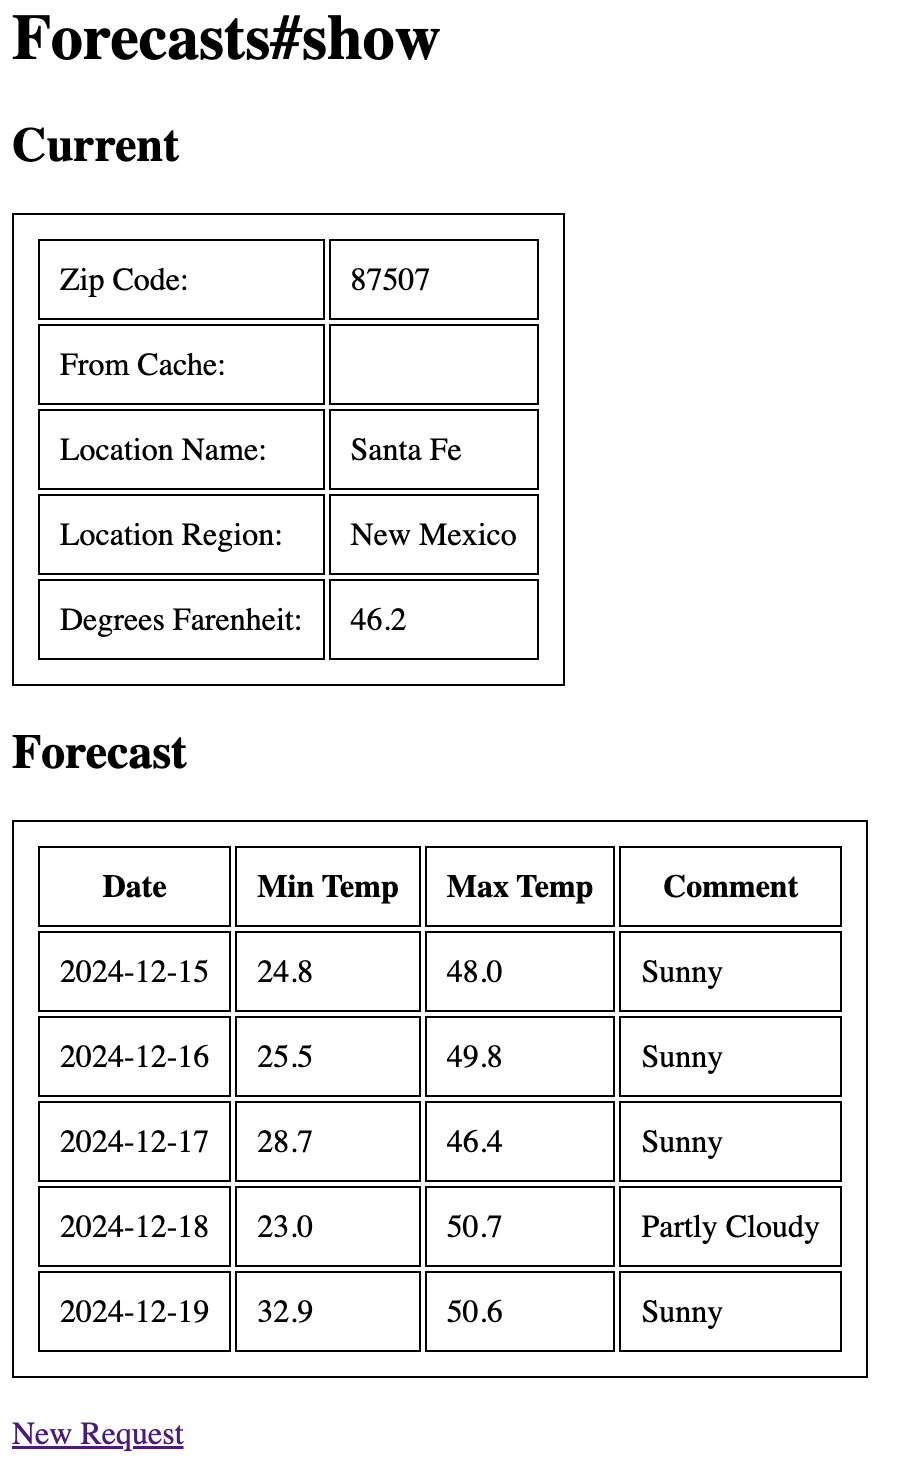 Forecasts#show
Current
Zip Code: 87507
From Cache:
Location Name: Santa Fe
Location Region: New Mexico
Degrees Farenheit: 46.2
Forecast
Date Min Temp Max Temp Comment
2024-12-15 24.8 48.0 Sunny
2024-12-16 25.5 49.8 Sunny
2024-12-17 28.7 46.4 Sunny
2024-12-18 23.0 50.7 Partly Cloudy
2024-12-19 32.9 50.6 Sunny
New Request